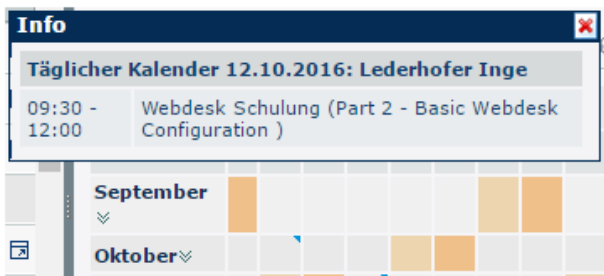 Info
Täglicher Kalender 12.10.2016: Lederhofer Inge
09:30 - Webdesk Schulung (Part 2 - Basic Webdesk
12:00 Configuration )
September
Oktober